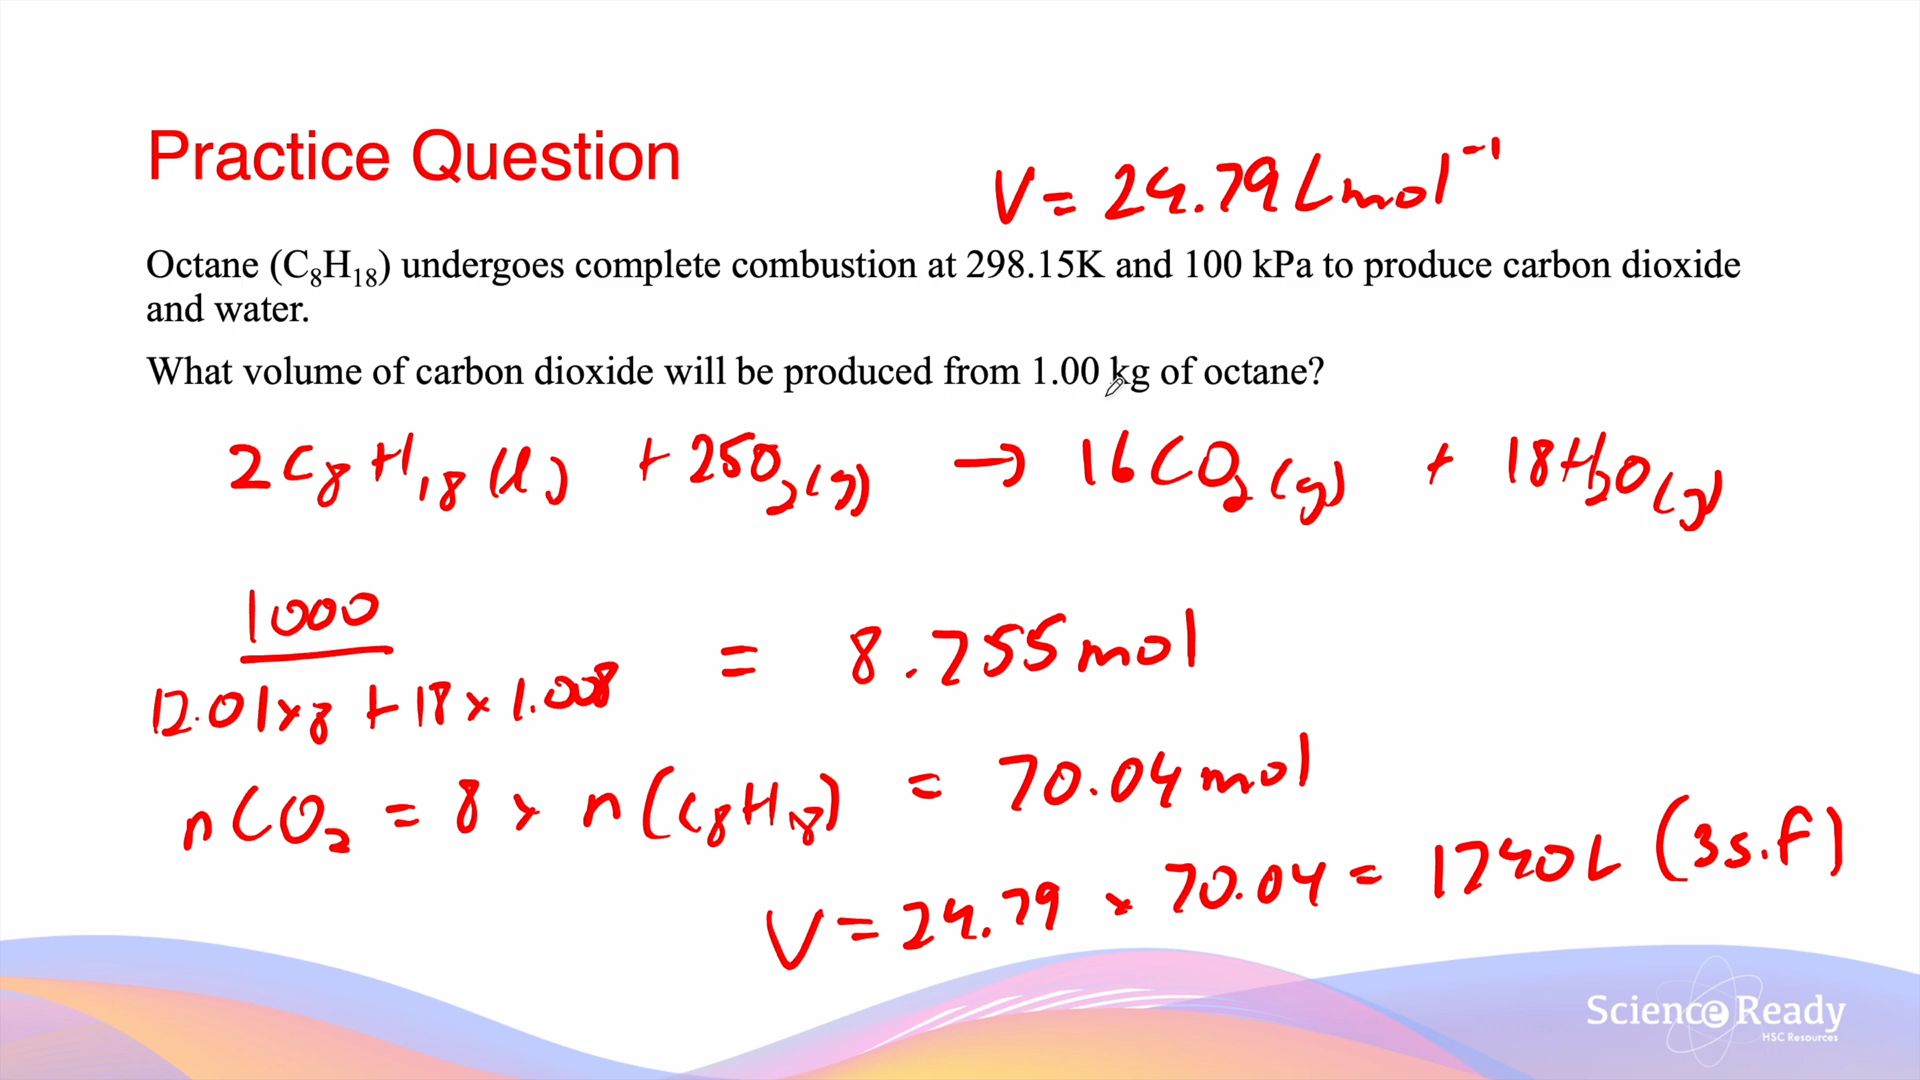 Practice Question
V = 24.79 L mol⁻¹
Octane (C₈H₁₈) undergoes complete combustion at 298.15K and 100 kPa to produce carbon dioxide
and water.
What volume of carbon dioxide will be produced from 1.00 kg of octane?
2C₈H₁₈(l) + 25O₂(g) → 16CO₂(g) + 18H₂O(g)
1000
12.01×8 + 18×1.008 = 8.755 mol
nCO₂ = 8 × n(C₈H₁₈) = 70.04 mol
V = 24.79 × 70.04 = 1740L (3s.f)
Science Ready
HSC Resources